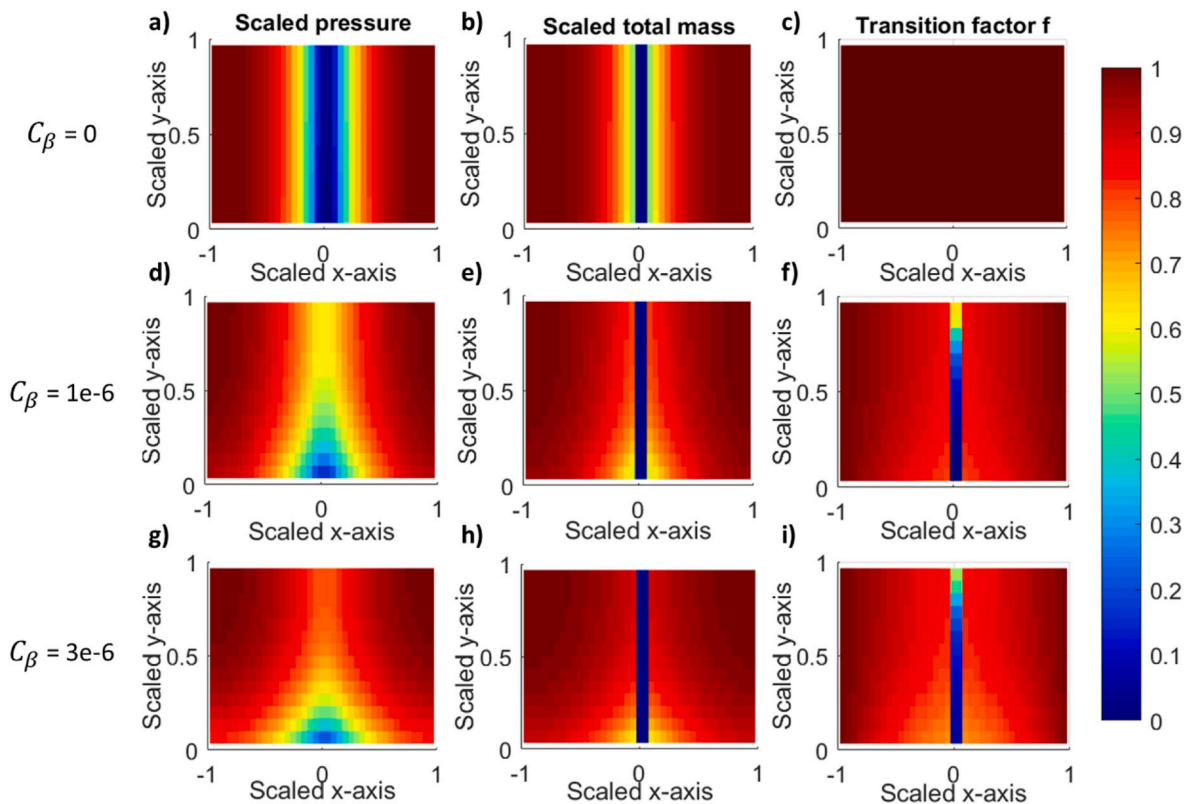 a) Scaled pressure b) Scaled total mass c) Transition factor f
1 1 1 1
0.9
Cβ = 0 Scaled y-axis 0.5 Scaled y-axis 0.5 Scaled y-axis 0.5
0 0 0
-1 0 1 -1 0 1 -1 0 1 0.8
Scaled x-axis Scaled x-axis Scaled x-axis
d) e) f)
1 1 1 0.7
0.6
Cβ = 1e-6 Scaled y-axis 0.5 Scaled y-axis 0.5 Scaled y-axis 0.5
0.5
0 0 0 0.4
-1 0 1 -1 0 1 -1 0 1
Scaled x-axis Scaled x-axis Scaled x-axis
g) h) i)
1 1 1 0.3
0.2
Cβ = 3e-6 Scaled y-axis 0.5 Scaled y-axis 0.5 Scaled y-axis 0.5
0.1
0 0 0 0
-1 0 1 -1 0 1 -1 0 1
Scaled x-axis Scaled x-axis Scaled x-axis